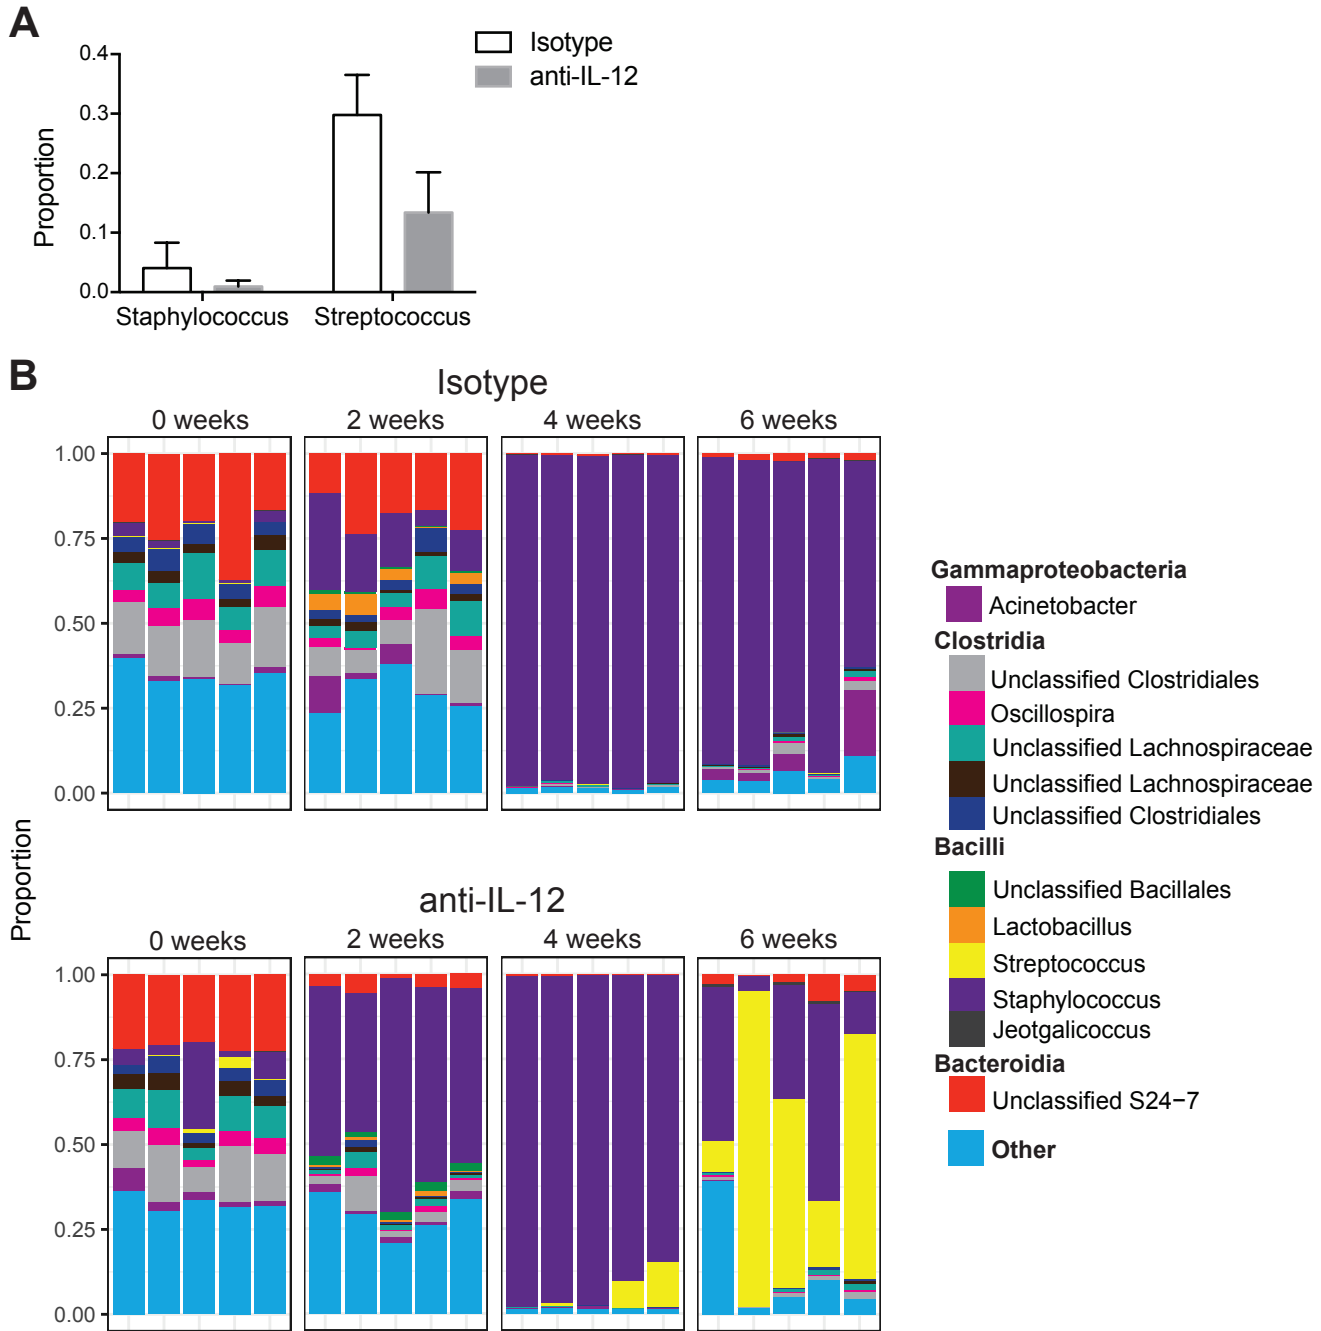 A
Isotype
anti-IL-12
Proportion
0.4
0.3
0.2
0.1
0.0
Staphylococcus Streptococcus
B
Isotype
0 weeks 2 weeks 4 weeks 6 weeks
1.00
0.75
0.50
0.25
0.00
Proportion
anti-IL-12
0 weeks 2 weeks 4 weeks 6 weeks
1.00
0.75
0.50
0.25
0.00
Gammaproteobacteria
Acinetobacter
Clostridia
Unclassified Clostridiales
Oscillospira
Unclassified Lachnospiraceae
Unclassified Lachnospiraceae
Unclassified Clostridiales
Bacilli
Unclassified Bacillales
Lactobacillus
Streptococcus
Staphylococcus
Jeotgalicoccus
Bacteroidia
Unclassified S24−7
Other